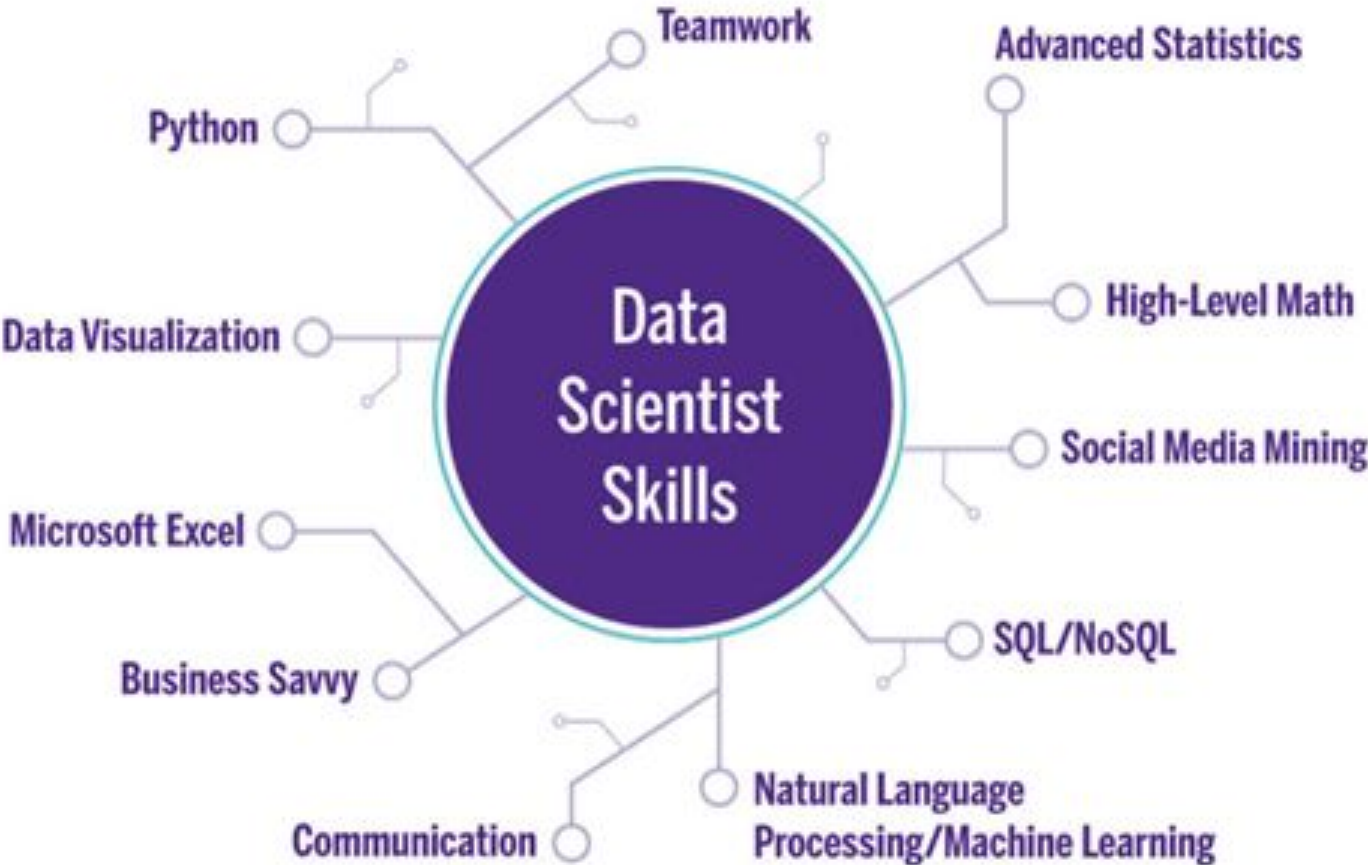 Teamwork
Advanced Statistics
Python
High-Level Math
Data Visualization
Data
Scientist
Skills
Social Media Mining
Microsoft Excel
SQL/NoSQL
Business Savvy
Natural Language
Processing/Machine Learning
Communication